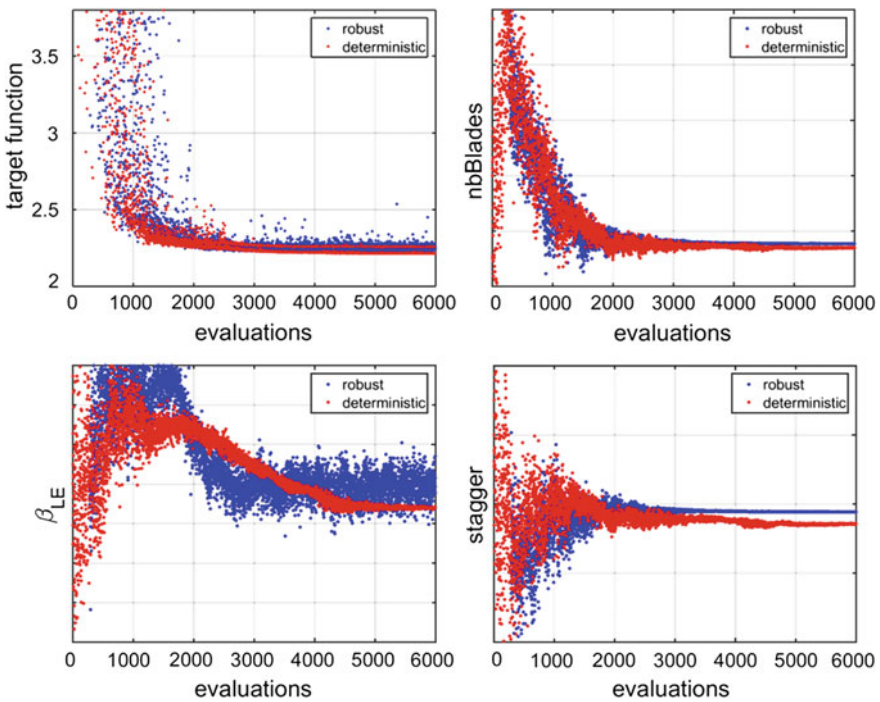 3.8
3
2.5
2
target function
robust
deterministic
0 1000 2000 3000 4000 5000 6000
evaluations
nbBlades
robust
deterministic
0 1000 2000 3000 4000 5000 6000
evaluations
βLE
robust
deterministic
0 1000 2000 3000 4000 5000 6000
evaluations
stagger
robust
deterministic
0 1000 2000 3000 4000 5000 6000
evaluations